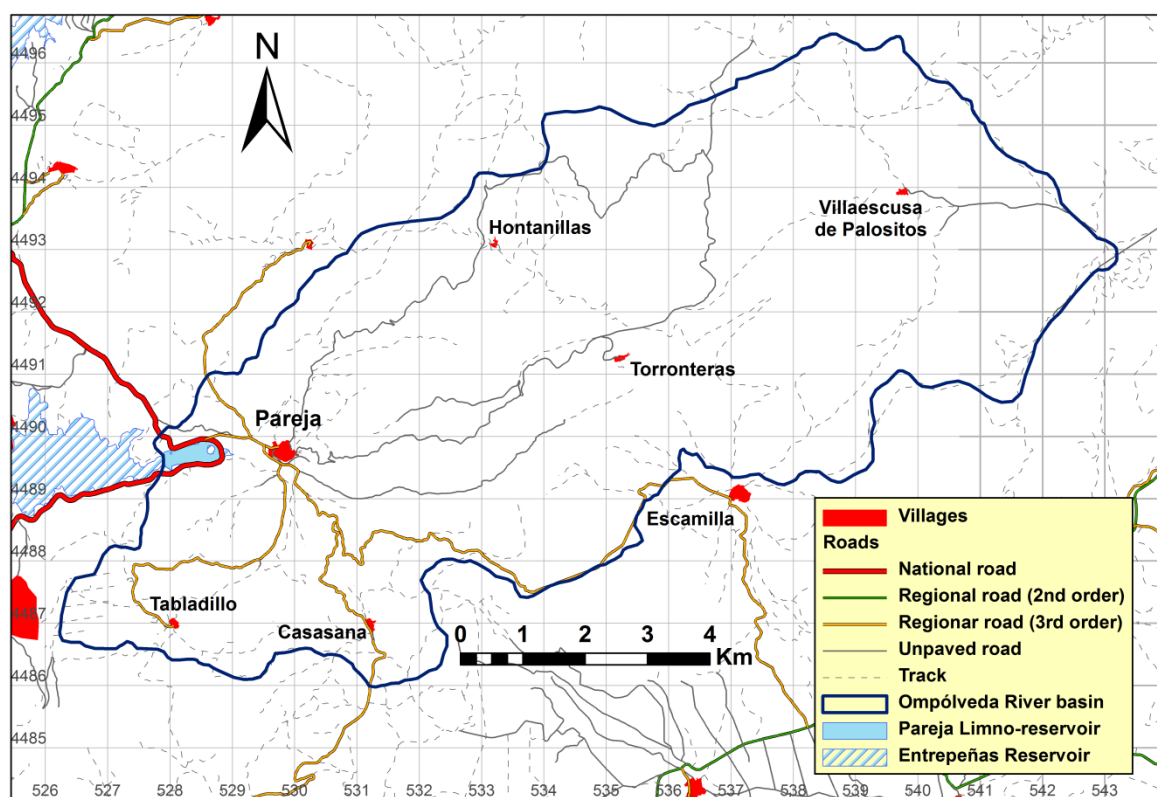 N
4496
4495
4494
4493
4492
4491
4490
4489
4488
4487
4486
4485
Hontanillas
Villaescusa
de Palositos
Torronteras
Pareja
Escamilla
Tabladillo
Casasana
0 1 2 3 4
Km
Villages
Roads
National road
Regional road (2nd order)
Regionar road (3rd order)
Unpaved road
Track
Ompólveda River basin
Pareja Limno-reservoir
Entrepeñas Reservoir
526 527 528 529 530 531 532 533 534 535 536 537 538 539 540 541 542 543